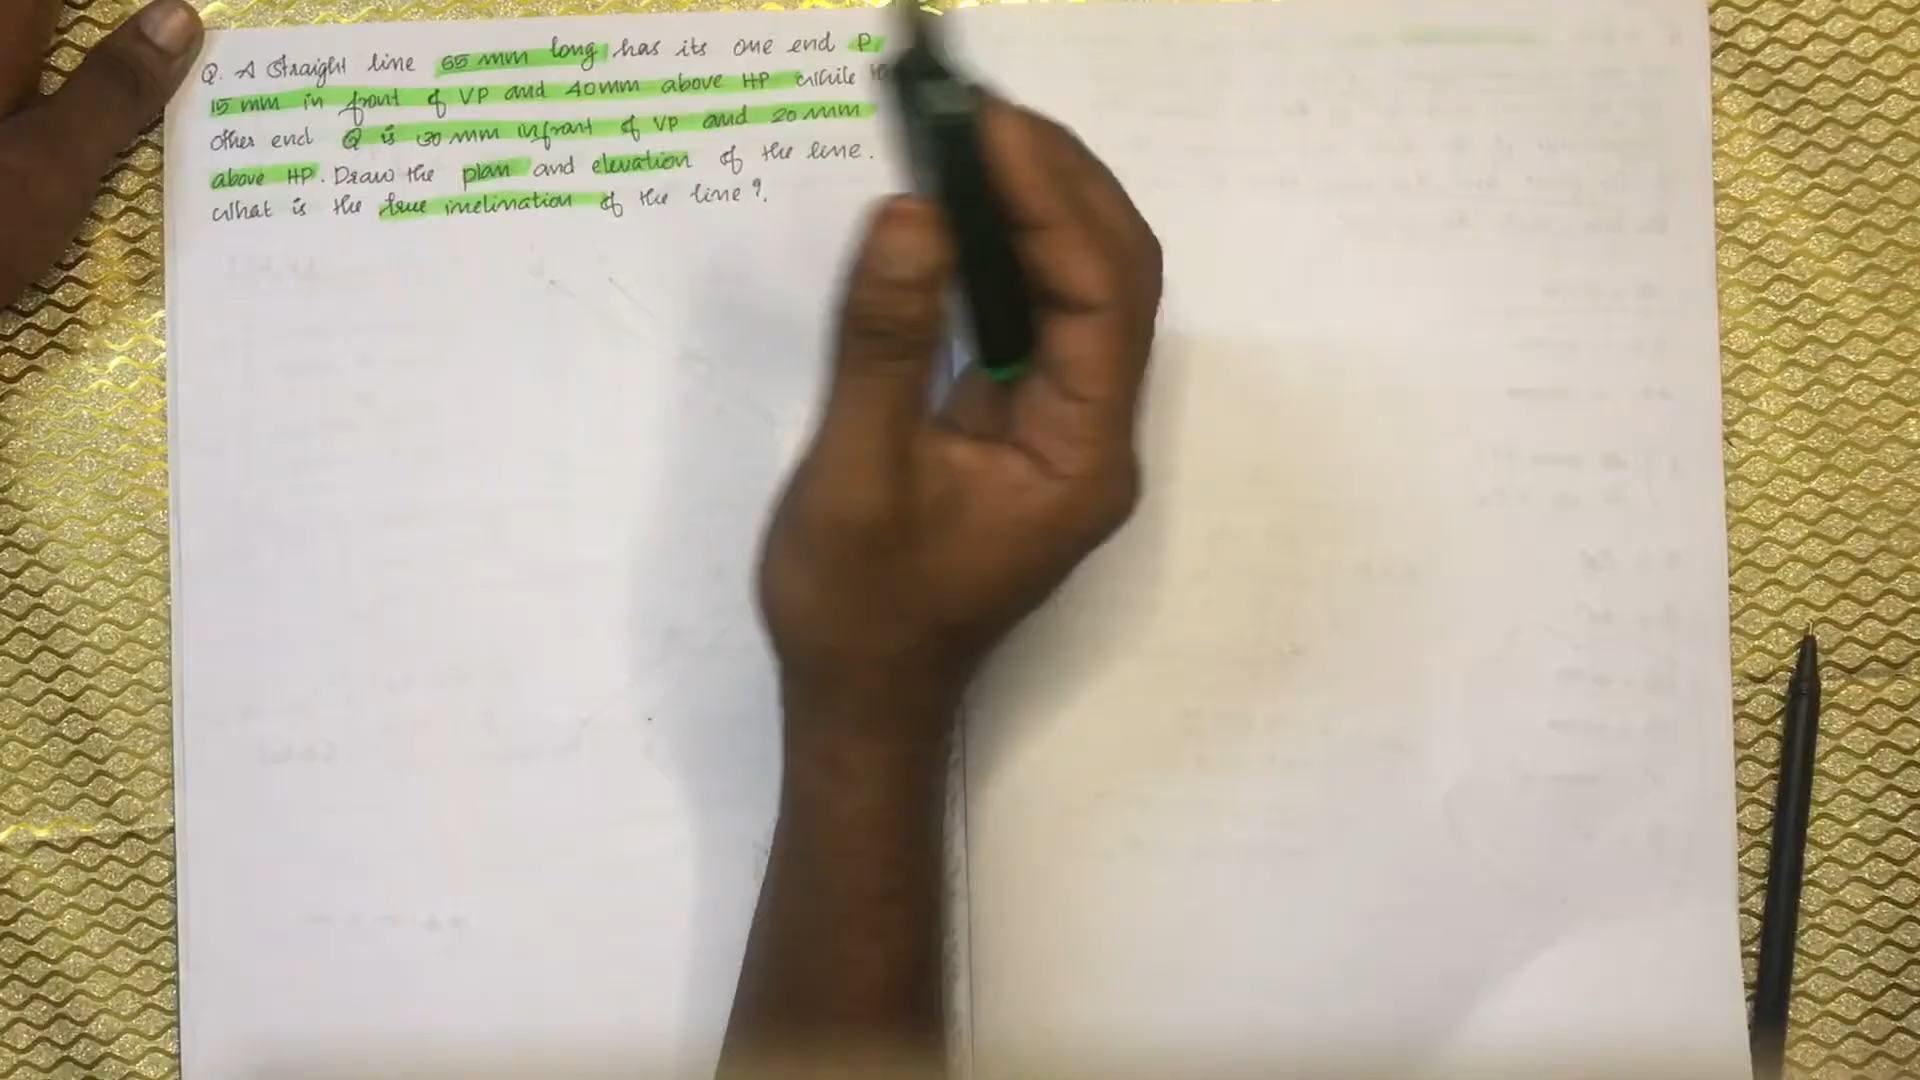 Q. A straight line 65 mm long has its one end P
15 mm in front of VP and 40mm above HP while
other end Q is 30 mm infront of VP and 20 mm
above HP. Draw the plan and elevation of the line.
What is the true inclination of the line?